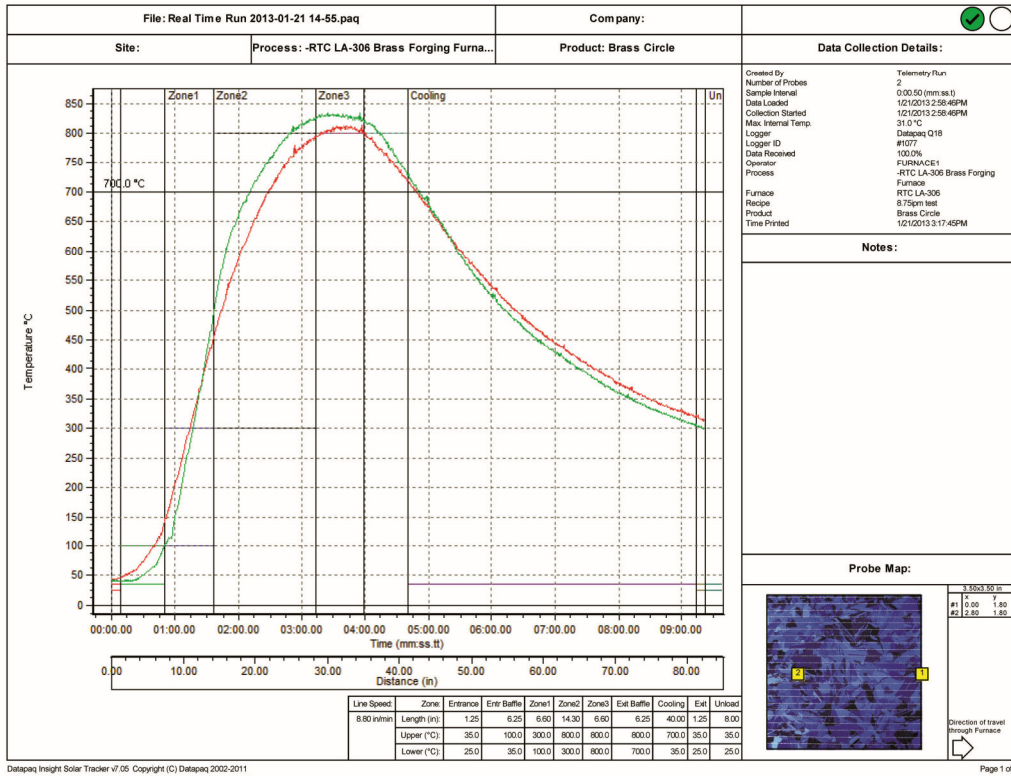 File: Real Time Run 2013-01-21 14-55.paq
Company:
Site:
Process: -RTC LA-306 Brass Forging Furna...
Product: Brass Circle
Data Collection Details:
Created By Telemetry Run
Number of Probes 2
Sample Interval 0:00.50 (mm:ss.t)
Data Loaded 1/21/2013 2:58:46PM
Collection Started 1/21/2013 2:58:46PM
Max. Internal Temp. 31.0 °C
Logger Datapaq Q18
Logger ID #1077
Data Received 100.0%
Operator FURNACE1
Process -RTC LA-306 Brass Forging
Furnace
Furnace RTC LA-306
Recipe 8.75ipm test
Product Brass Circle
Time Printed 1/21/2013 3:17:45PM
Notes:
Zone1 Zone2 Zone3 Cooling Un
850
800
750
700
650
600
550
500
450
400
350
300
250
200
150
100
50
0
700.0 °C
Temperature °C
00:00.00 01:00.00 02:00.00 03:00.00 04:00.00 05:00.00 06:00.00 07:00.00 08:00.00 09:00.00
Time (mm:ss.tt)
0.00 10.00 20.00 30.00 40.00 50.00 60.00 70.00 80.00
Distance (in)
Line Speed: Zone: Entrance Entr Baffle Zone1 Zone2 Zone3 Exit Baffle Cooling Exit Unload
8.80 in/min Length (in): 1.25 6.25 6.60 14.30 6.60 6.25 40.00 1.25 8.00
Upper (°C): 35.0 100.0 300.0 800.0 800.0 800.0 700.0 35.0 35.0
Lower (°C): 25.0 35.0 100.0 300.0 800.0 700.0 35.0 25.0 25.0
Probe Map:
3.50x3.50 in
x y
#1 0.00 1.80
#2 2.80 1.80
2 1
Direction of travel
through Furnace
Datapaq Insight Solar Tracker v7.05 Copyright (C) Datapaq 2002-2011
Page 1 of